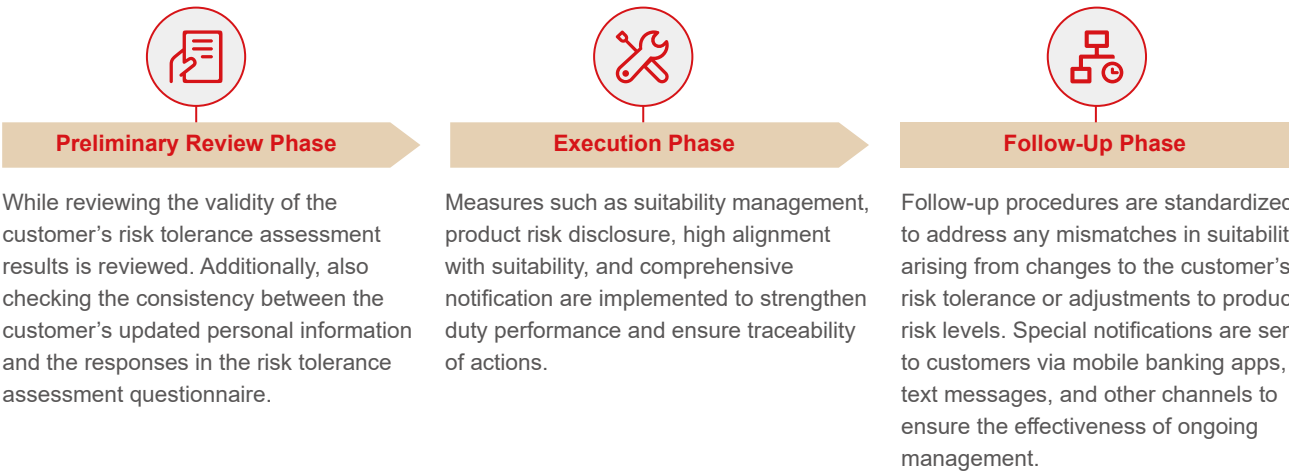 Preliminary Review Phase
While reviewing the validity of the
customer's risk tolerance assessment
results is reviewed. Additionally, also
checking the consistency between the
customer's updated personal information
and the responses in the risk tolerance
assessment questionnaire.
Execution Phase
Measures such as suitability management,
product risk disclosure, high alignment
with suitability, and comprehensive
notification are implemented to strengthen
duty performance and ensure traceability
of actions.
Follow-Up Phase
Follow-up procedures are standardized
to address any mismatches in
arising from changes to the customer's
risk tolerance or adjustments to
risk levels. Special notifications are
to customers via mobile banking apps,
text messages, and other channels to
ensure the effectiveness of ongoing
management.